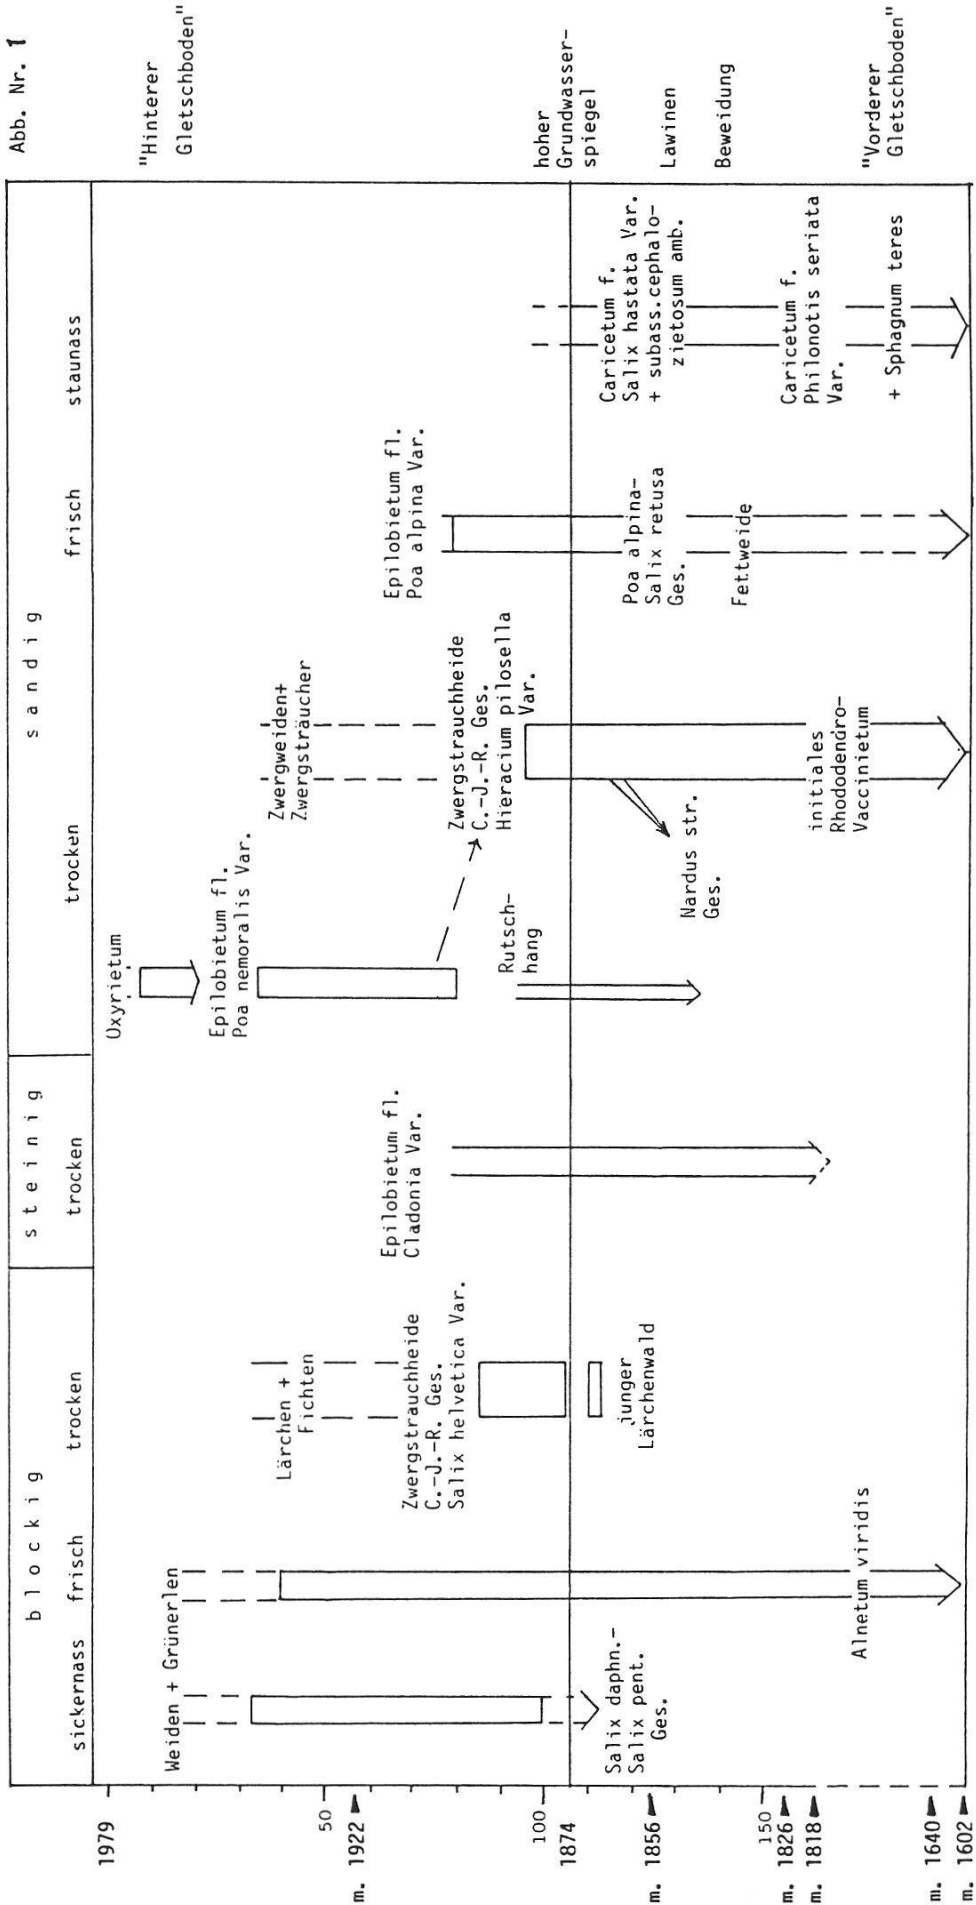 Abb. Nr. 1
blockig
steinig
sandig
sickernass
frisch
trocken
trocken
trocken
frisch
staunass
"Hinterer
Gletschboden"
hoher
Grundwasser-
spiegel
Lawinen
Beweidung
"Vorderer
Gletschboden"
1979
50
m. 1922
100
1874
m. 1856
150
m. 1826
m. 1818
m. 1640
m. 1602
Weiden + Grünerlen
Salix daphn.-
Salix pent.
Ges.
Alnetum viridis
Lärchen +
Fichten
Zwergstrauchheide
C.-J.-R. Ges.
Salix helvetica Var.
junger
Lärchenwald
Epilobietum fl.
Cladonia Var.
Oxyrietum
Epilobietum fl.
Poa nemoralis Var.
Rutsch-
hang
Zwergweiden+
Zwergsträucher
Zwergstrauchheide
C.-J.-R. Ges.
Hieracium pilosella
Var.
Nardus str.
Ges.
initiales
Rhododendro-
Vaccinietum
Epilobietum fl.
Poa alpina Var.
Poa alpina-
Salix retusa
Ges.
Fettweide
Caricetum f.
Salix hastata Var.
+ subass.cephalo-
zietosum amb.
Caricetum f.
Philonotis seriata
Var.
+ Sphagnum teres